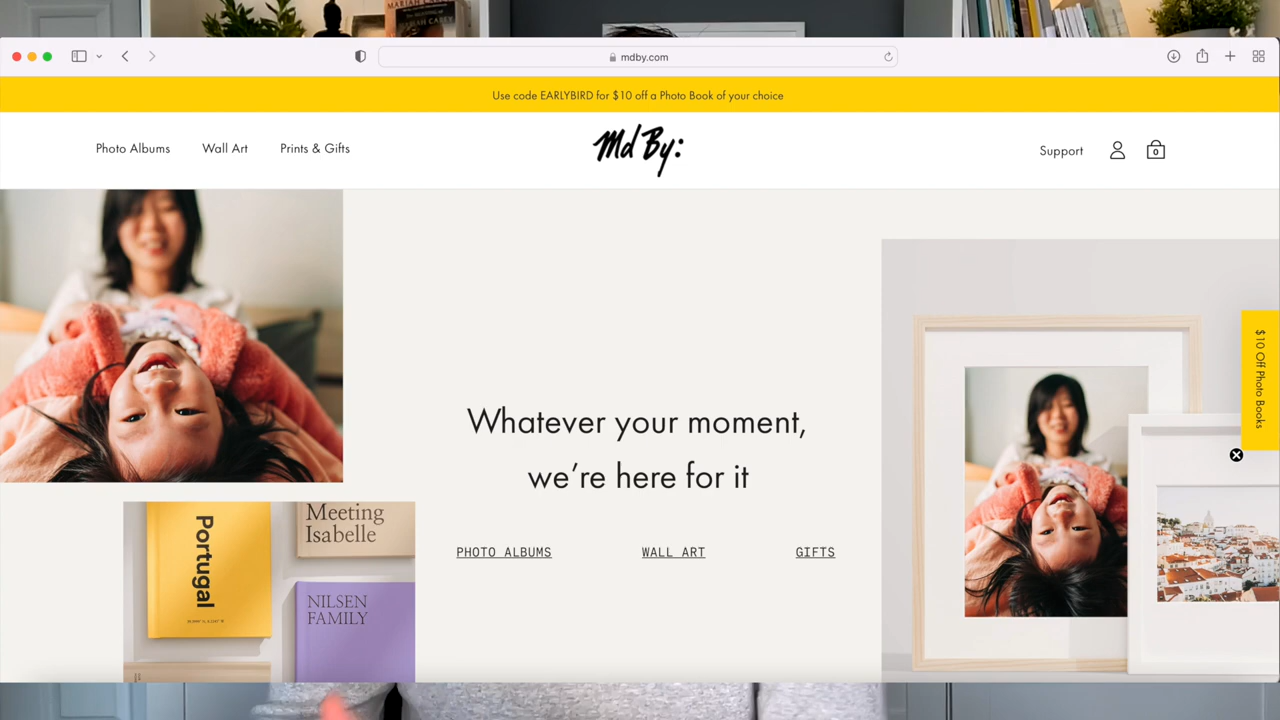 MARIAH CAREY
mdby.com
Use code EARLYBIRD for $10 off a Photo Book of your choice
Photo Albums
Wall Art
Prints & Gifts
Md By:
Support
0
$10 Off Photo Books
Whatever your moment,
we're here for it
PHOTO ALBUMS
WALL ART
GIFTS
Portugal
Meeting
Isabelle
NILSEN
FAMILY